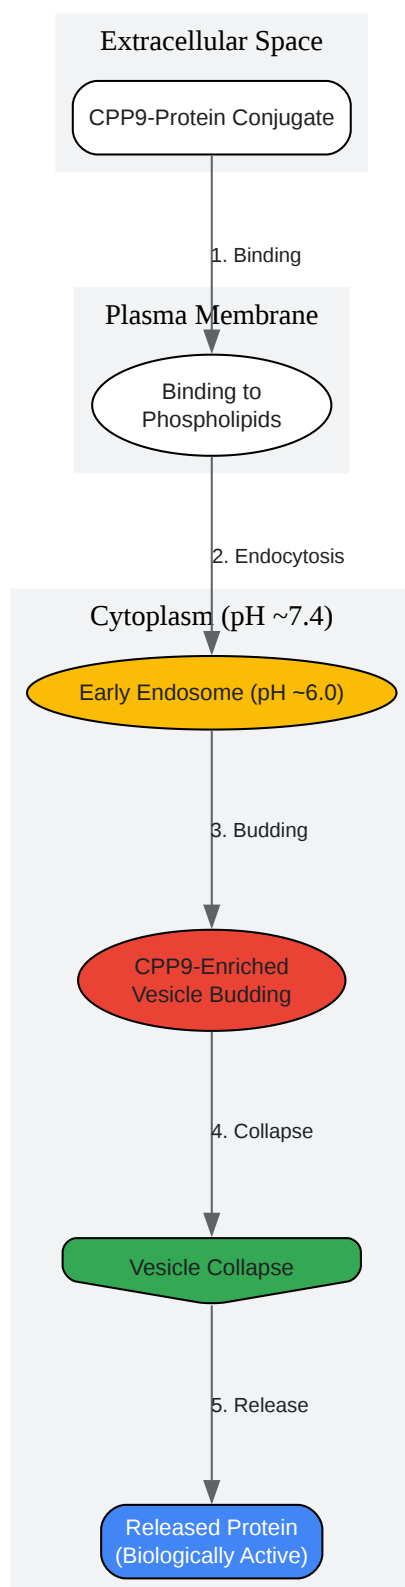 Extracellular Space
CPP9-Protein Conjugate
1. Binding
Plasma Membrane
Binding to
Phospholipids
2. Endocytosis
Cytoplasm (pH ~7.4)
Early Endosome (pH ~6.0)
3. Budding
CPP9-Enriched
Vesicle Budding
4. Collapse
Vesicle Collapse
5. Release
Released Protein
(Biologically Active)